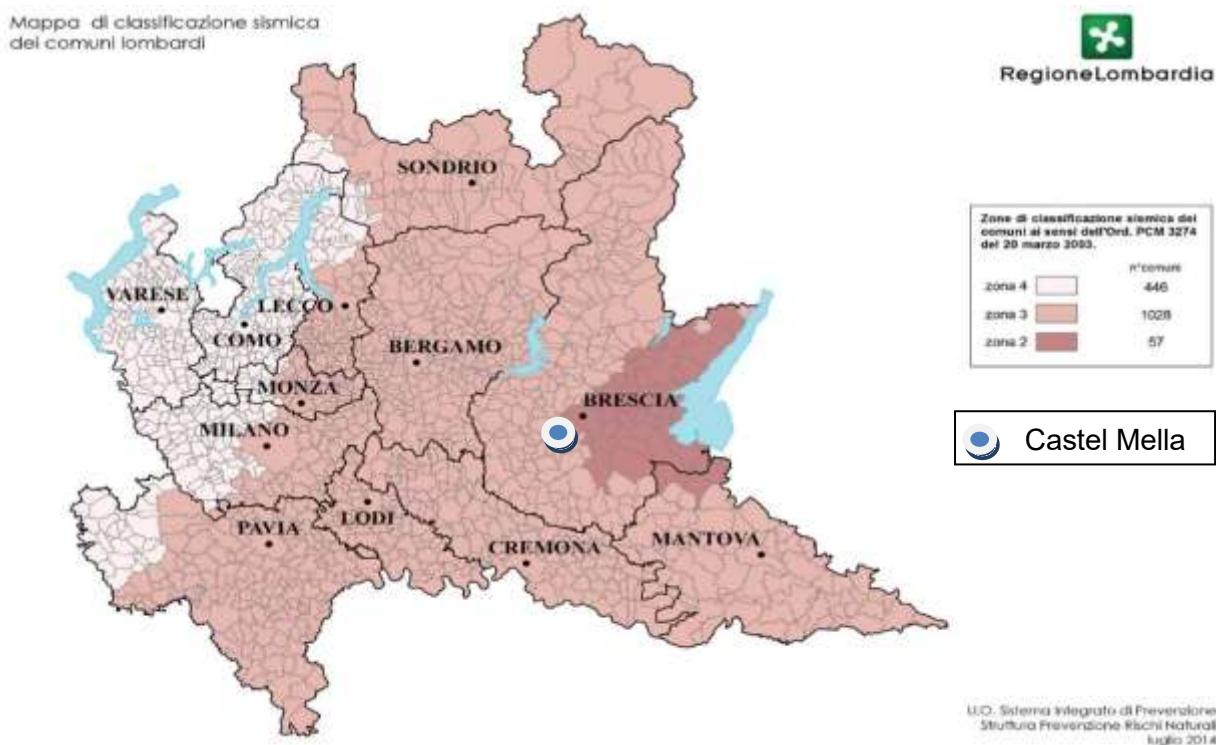 Mappa di classificazione sismica
dei comuni lombardi
RegioneLombardia
SONDRIO
Zone di classificazione sismica dei
comuni ai sensi dell'Ord. PCM 3274
del 20 marzo 2003.
n°comuni
zona 4 446
zona 3 1028
zona 2 57
VARESE
LECCO
COMO
BERGAMO
MONZA
BRESCIA
MILANO
Castel Mella
PAVIA
LODI
CREMONA
MANTOVA
U.O. Sistema Integrato di Prevenzione
Struttura Prevenzione Rischi Naturali
luglio 2014